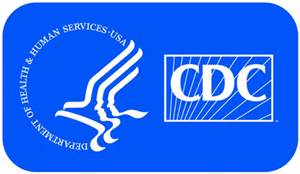 DEPARTMENT OF HEALTH & HUMAN SERVICES·USA
CDC